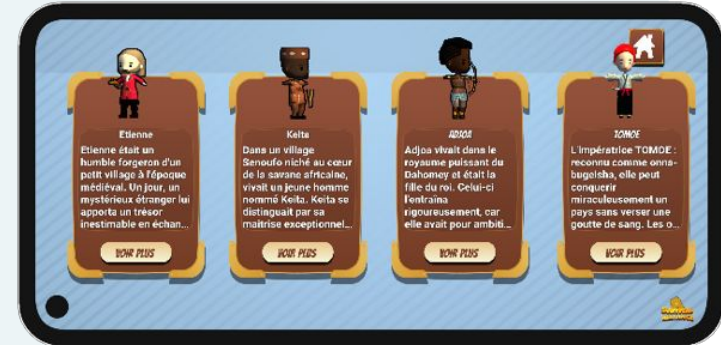 Etienne
Etienne était un
humble forgeron d'un
petit village à l'époque
médiéval. Un jour, un
mystérieux étranger lui
apporta un trésor
inestimable en échan...
VOIR PLUS
Keita
Dans un village
Senoufo niché au cœur
de la savane africaine,
vivait un jeune homme
nommé Keita. Keita se
distinguait par sa
maitrise exceptionnel...
VOIR PLUS
ADJOA
Adjoa vivait dans le
royaume puissant du
Dahomey et était la
fille du roi. Celui-ci
l'entraîna
rigoureusement, car
elle avait pour ambiti...
VOIR PLUS
TOMOE
L'impératrice TOMOE :
reconnu comme onna-
bugeisha, elle peut
conquerir
miraculeusement un
pays sans verser une
goutte de sang. Les o...
VOIR PLUS